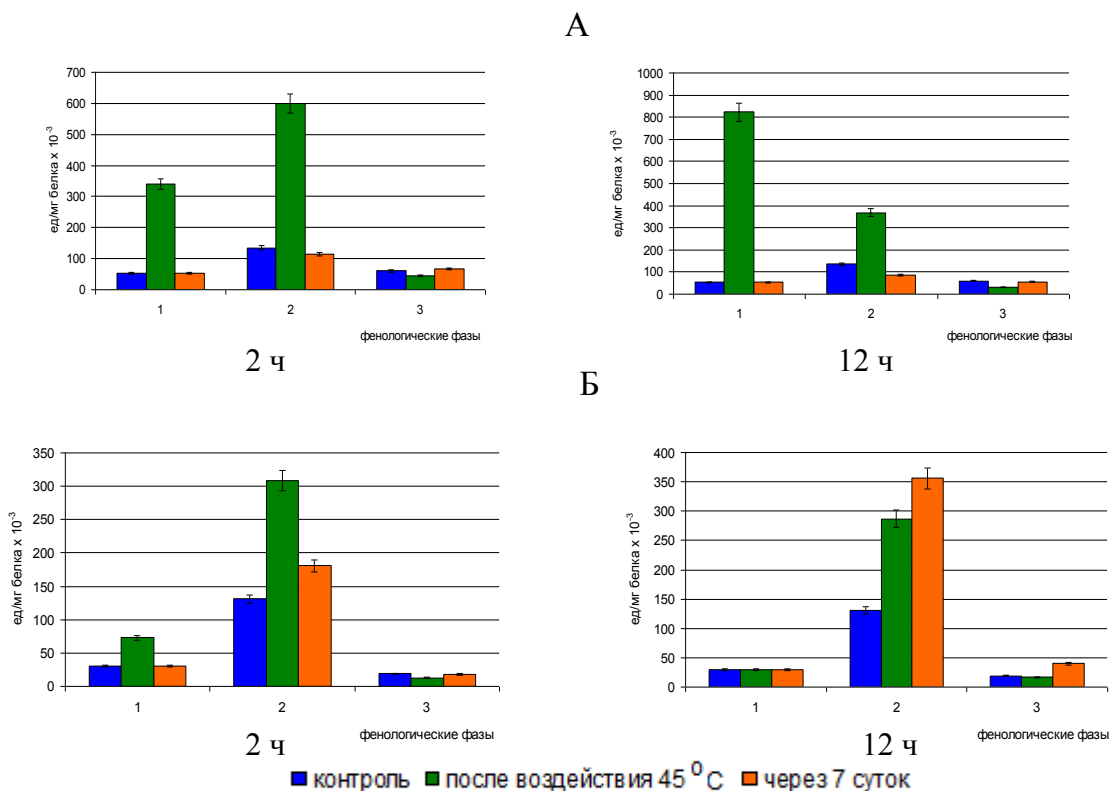 А
700
600
500
400
300
200
100
0
ед/мг белка x 10⁻³
1 2 3
фенологические фазы
2 ч
1000
900
800
700
600
500
400
300
200
100
0
ед/мг белка x 10⁻³
1 2 3
фенологические фазы
12 ч
Б
350
300
250
200
150
100
50
0
ед/мг белка x 10⁻³
1 2 3
фенологические фазы
2 ч
400
350
300
250
200
150
100
50
0
ед/мг белка x 10⁻³
1 2 3
фенологические фазы
12 ч
контроль после воздействия 45 ⁰C через 7 суток